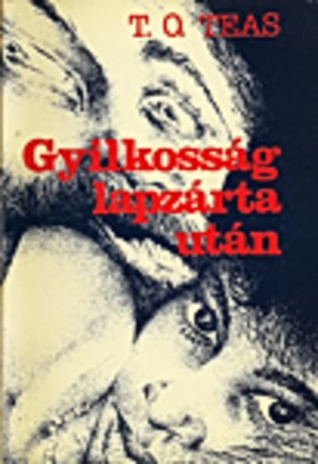 T. O. TEAS
Gyilkosság
lapzárta
után